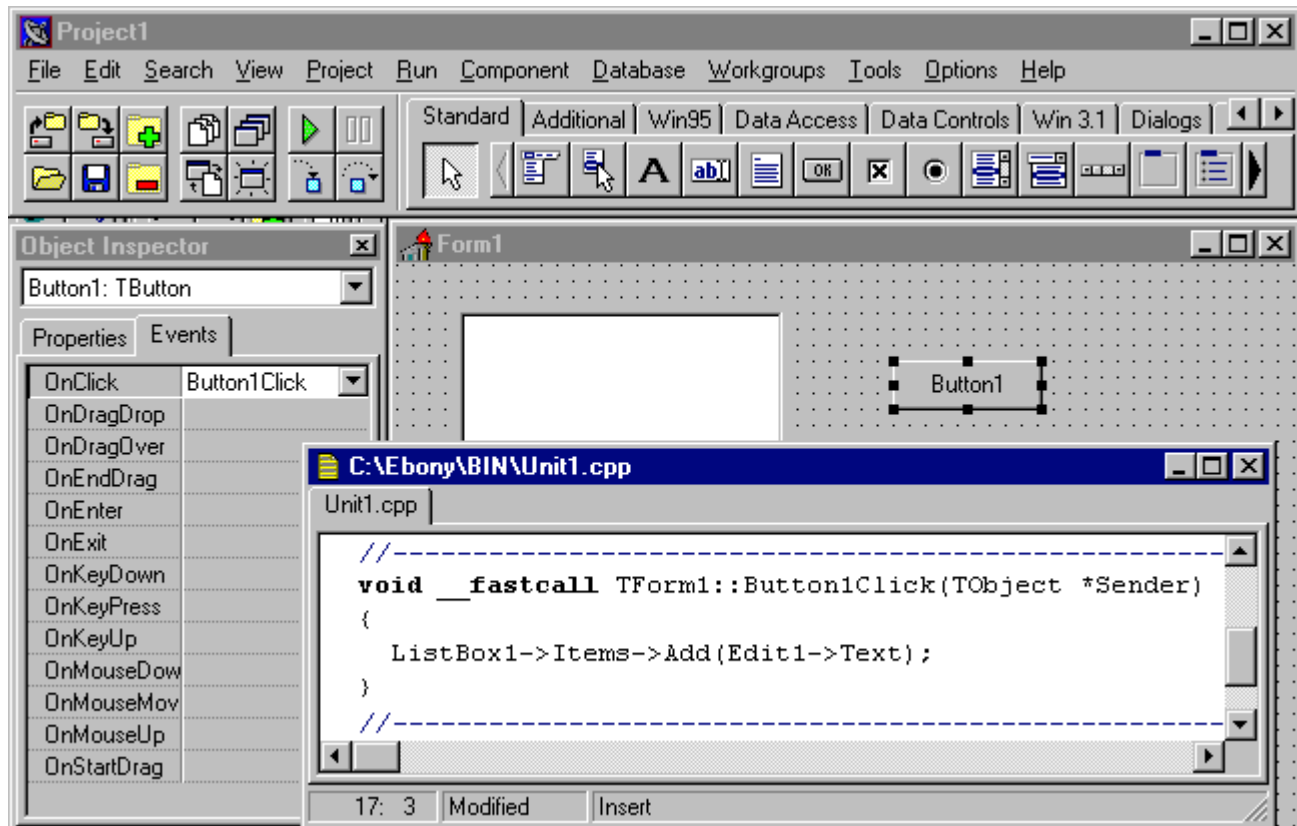 Project1
File Edit Search View Project Run Component Database Workgroups Tools Options Help
Standard Additional Win95 Data Access Data Controls Win 3.1 Dialogs
A ab OK
Object Inspector
Button1: TButton
Properties Events
OnClick Button1Click
OnDragDrop
OnDragOver
OnEndDrag
OnEnter
OnExit
OnKeyDown
OnKeyPress
OnKeyUp
OnMouseDow
OnMouseMov
OnMouseUp
OnStartDrag
Form1
Button1
C:\Ebony\BIN\Unit1.cpp
Unit1.cpp
//----------------------------------------------------
void __fastcall TForm1::Button1Click(TObject *Sender)
{
ListBox1->Items->Add(Edit1->Text);
}
//----------------------------------------------------
17: 3 Modified Insert